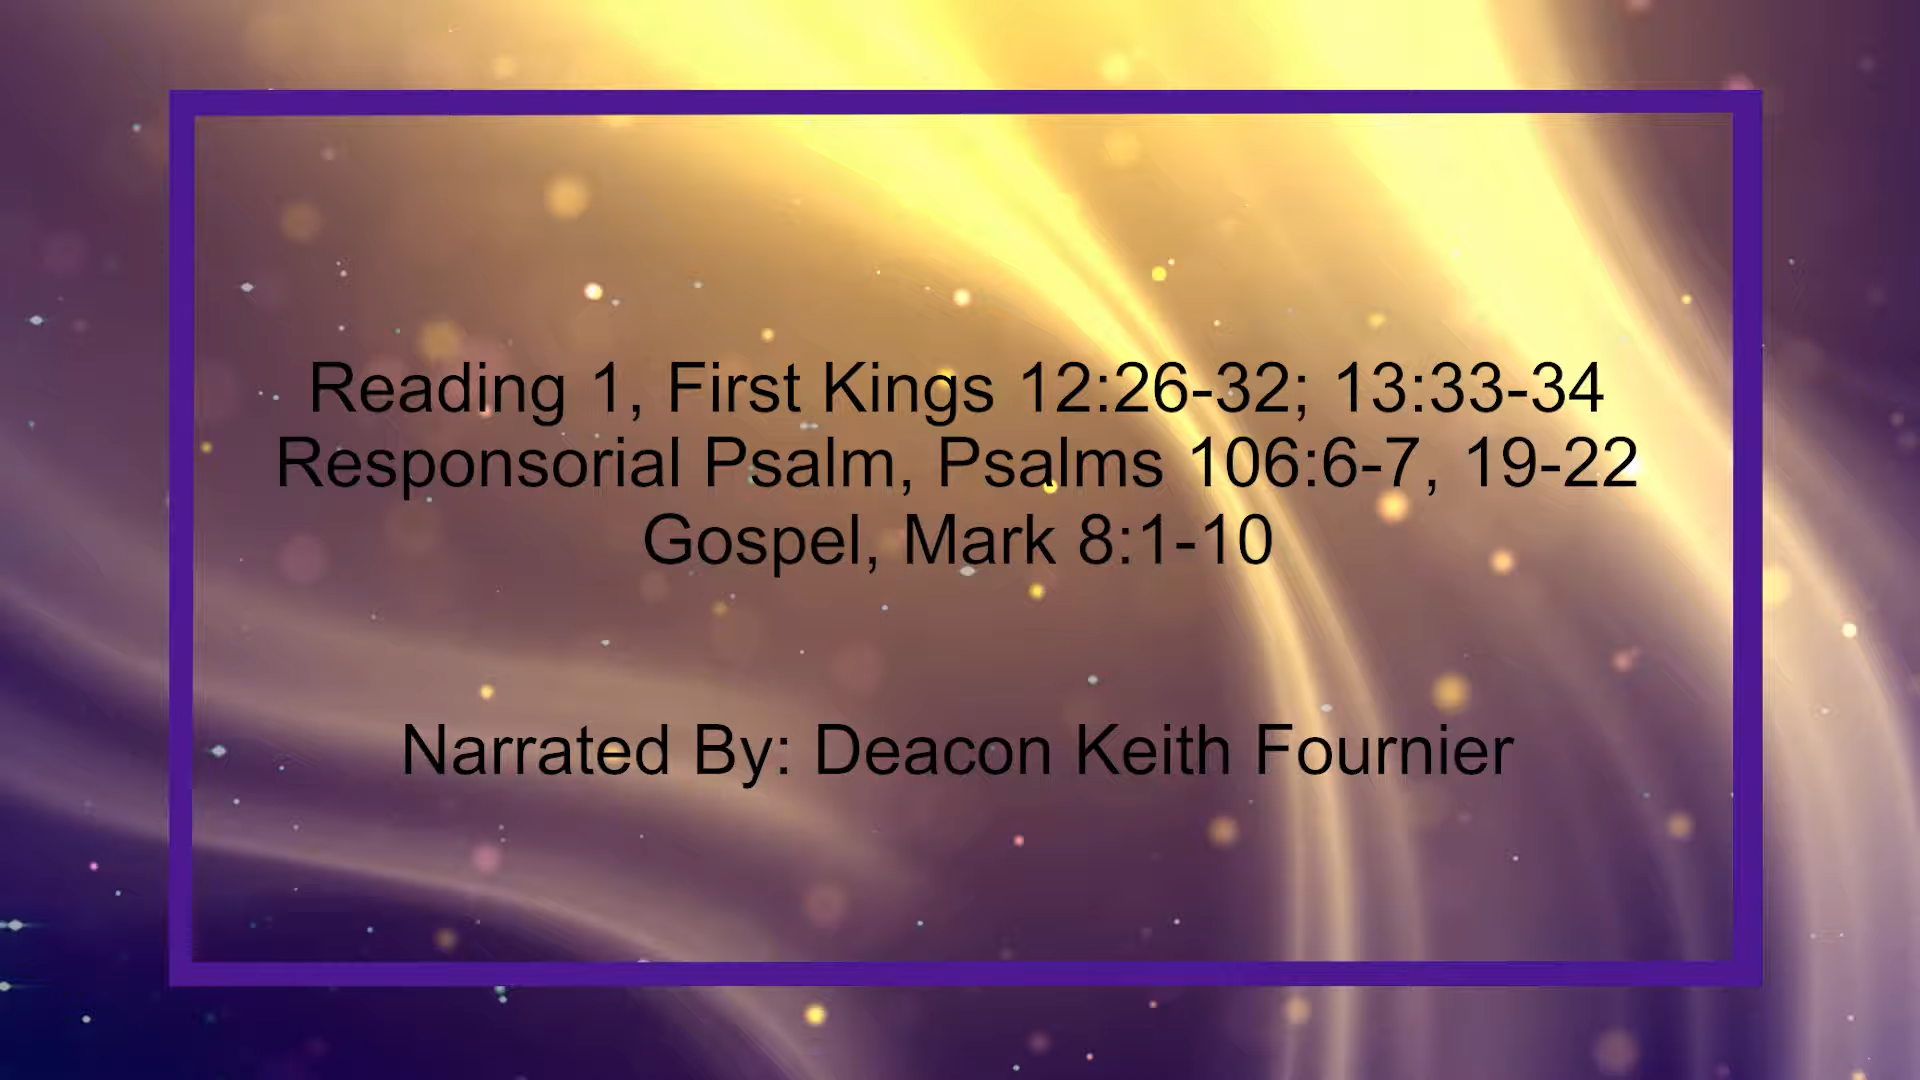 Reading 1, First Kings 12:26-32; 13:33-34
Responsorial Psalm, Psalms 106:6-7, 19-22
Gospel, Mark 8:1-10
Narrated By: Deacon Keith Fournier